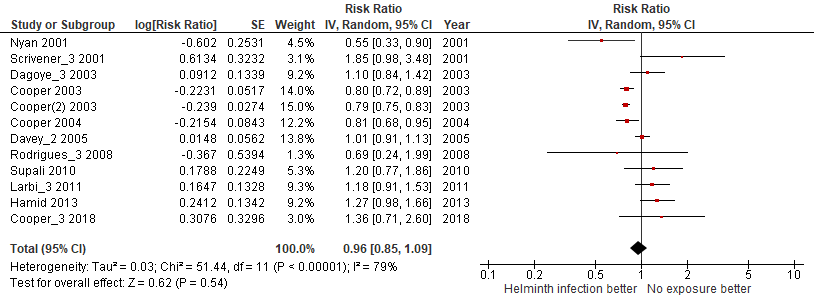 Risk Ratio Risk Ratio
Study or Subgroup log[Risk Ratio] SE Weight IV, Random, 95% CI Year IV, Random, 95% CI
Nyan 2001 -0.602 0.2531 4.5% 0.55 [0.33, 0.90] 2001
Scrivener_3 2001 0.6134 0.3232 3.1% 1.85 [0.98, 3.48] 2001
Dagoye_3 2003 0.0912 0.1339 9.2% 1.10 [0.84, 1.42] 2003
Cooper 2003 -0.2231 0.0517 14.0% 0.80 [0.72, 0.89] 2003
Cooper(2) 2003 -0.239 0.0274 15.0% 0.79 [0.75, 0.83] 2003
Cooper 2004 -0.2154 0.0843 12.2% 0.81 [0.68, 0.95] 2004
Davey_2 2005 0.0148 0.0562 13.8% 1.01 [0.91, 1.13] 2005
Rodrigues_3 2008 -0.367 0.5394 1.3% 0.69 [0.24, 1.99] 2008
Supali 2010 0.1788 0.2249 5.2% 1.20 [0.77, 1.86] 2010
Larbi_3 2011 0.1647 0.1328 9.3% 1.18 [0.91, 1.53] 2011
Hamid 2013 0.2412 0.1342 9.2% 1.27 [0.98, 1.66] 2013
Cooper_3 2018 0.3076 0.3296 3.0% 1.36 [0.71, 2.60] 2018
Total (95% CI) 100.0% 0.96 [0.85, 1.09]
Heterogeneity: Tau² = 0.03; Chi² = 51.44, df = 11 (P < 0.00001); I² = 79%
Test for overall effect: Z = 0.62 (P = 0.54)
0.1 0.2 0.5 1 2 5 10
Helminth infection better No exposure better